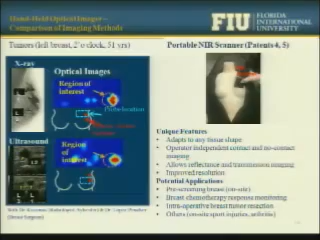 Hand-Held Optical Imager –
Comparison of Imaging Methods
FIU
FLORIDA
INTERNATIONAL
UNIVERSITY
Tumors (left breast, 2'o clock, 51 yrs)
Portable NIR Scanner (Patents 4, 5)
X-ray
Optical Images
Region of
interest
Probe location
Ultrasound
Region
of
interest
Unique Features
• Adapts to any tissue shape
• Operator independent contact and no-contact
imaging
• Allows reflectance and transmission imaging
• Improved resolution
Potential Applications
• Pre-screening breast (on-site)
• Breast chemotherapy response monitoring
• Intra-operative breast tumor resection
• Others (onsite sport injuries, arthritis)